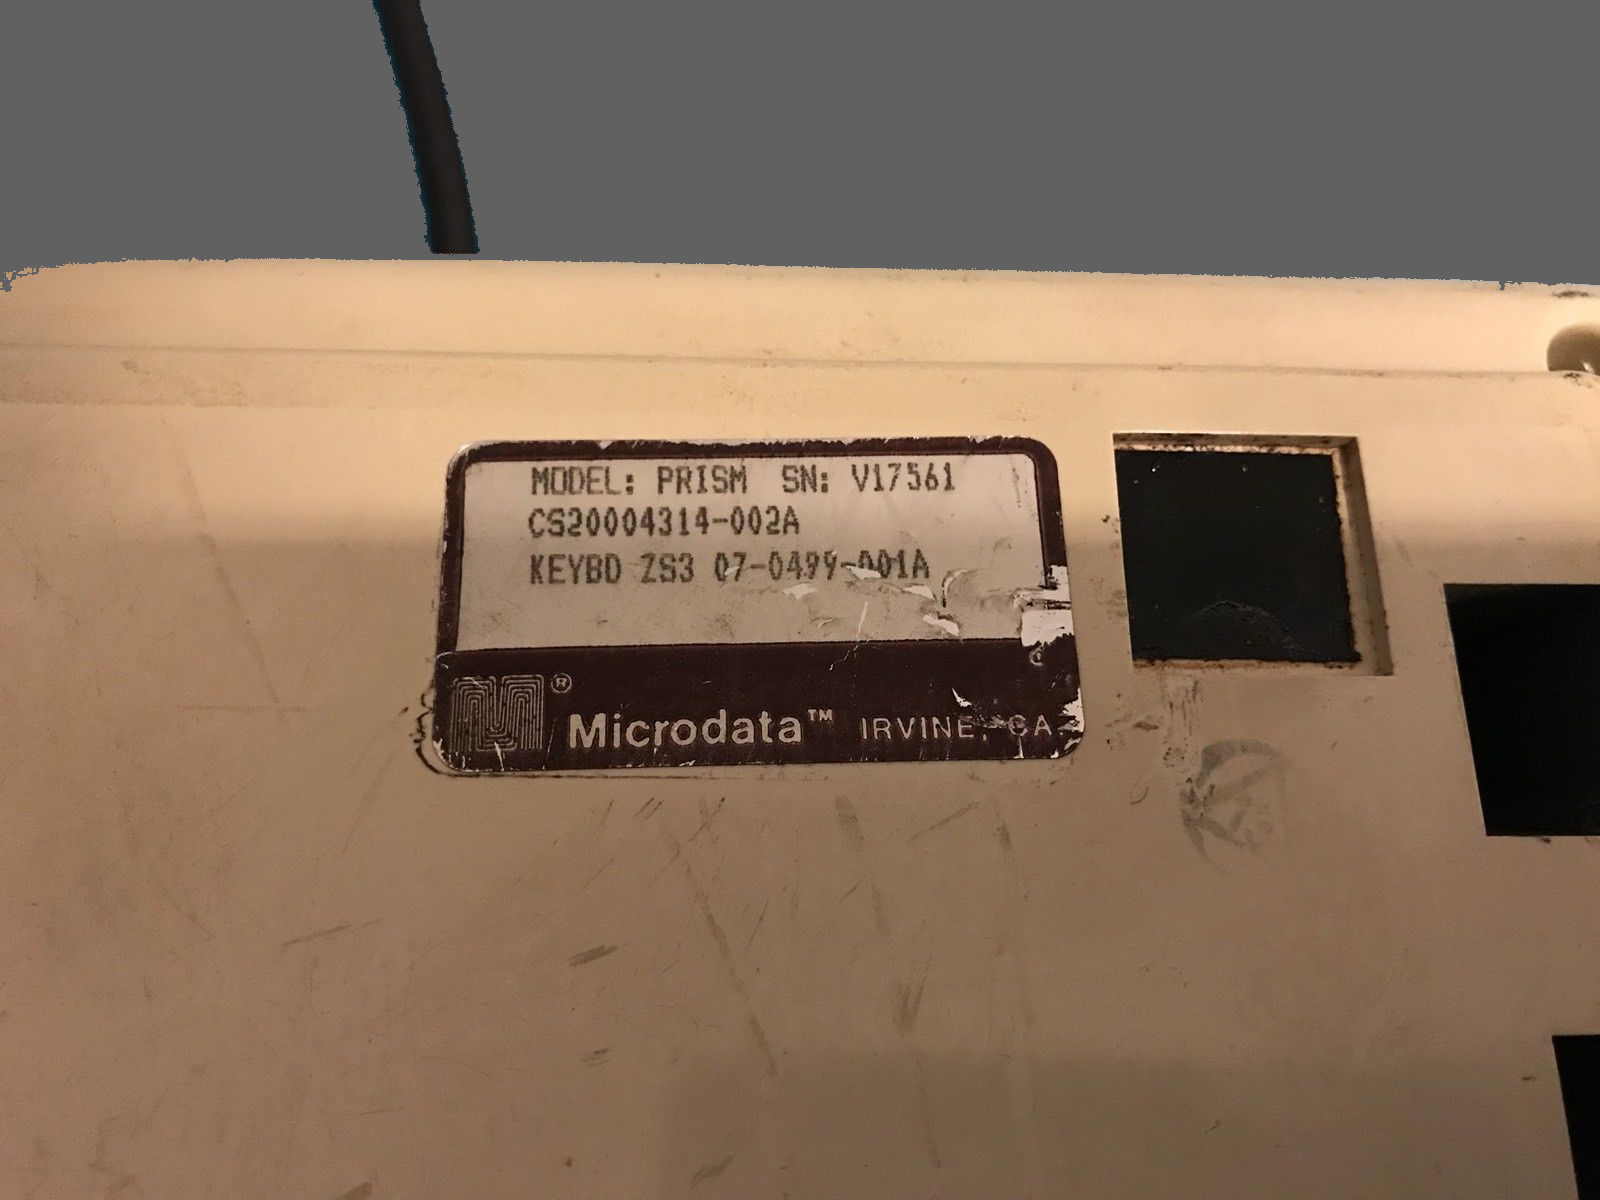 MODEL: PRISM SN: V17561
CS20004314-002A
KEYBD ZS3 07-0499-001A
® Microdata™ IRVINE, CA